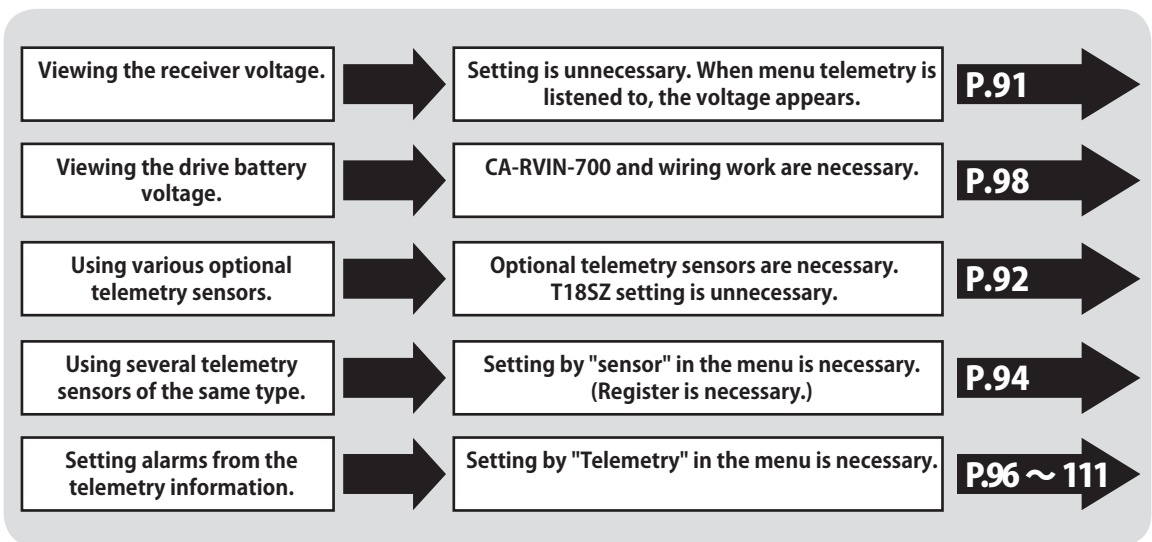 Viewing the receiver voltage.
Setting is unnecessary. When menu telemetry is
listened to, the voltage appears.
P.91
Viewing the drive battery
voltage.
CA-RVIN-700 and wiring work are necessary.
P.98
Using various optional
telemetry sensors.
Optional telemetry sensors are necessary.
T18SZ setting is unnecessary.
P.92
Using several telemetry
sensors of the same type.
Setting by "sensor" in the menu is necessary.
(Register is necessary.)
P.94
Setting alarms from the
telemetry information.
Setting by "Telemetry" in the menu is necessary.
P.96 ～ 111